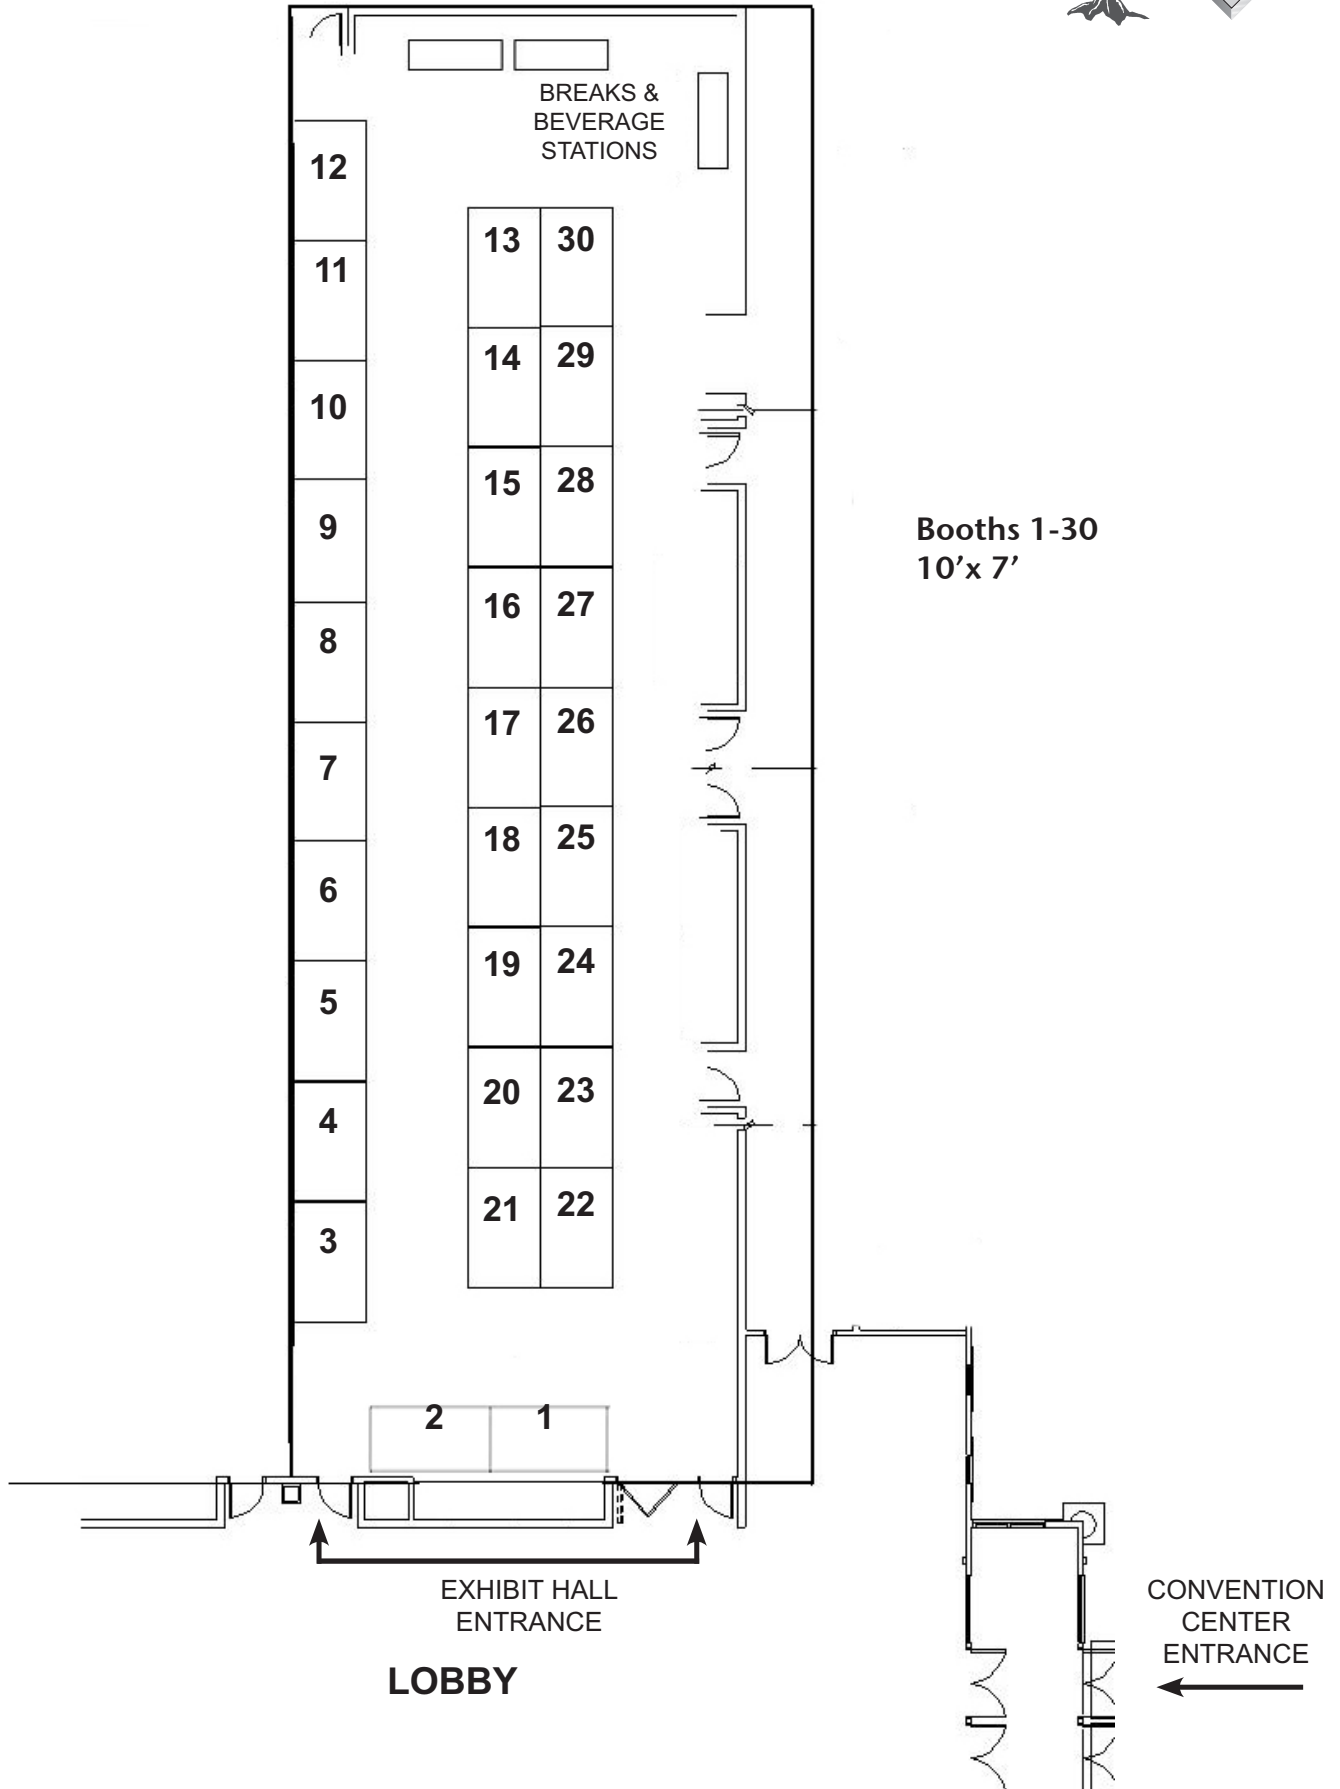 BREAKS &
BEVERAGE
STATIONS
12
11
10
9
8
7
6
5
4
3
13 30
14 29
15 28
16 27
17 26
18 25
19 24
20 23
21 22
2 1
Booths 1-30
10’x 7’
EXHIBIT HALL
ENTRANCE
LOBBY
CONVENTION
CENTER
ENTRANCE